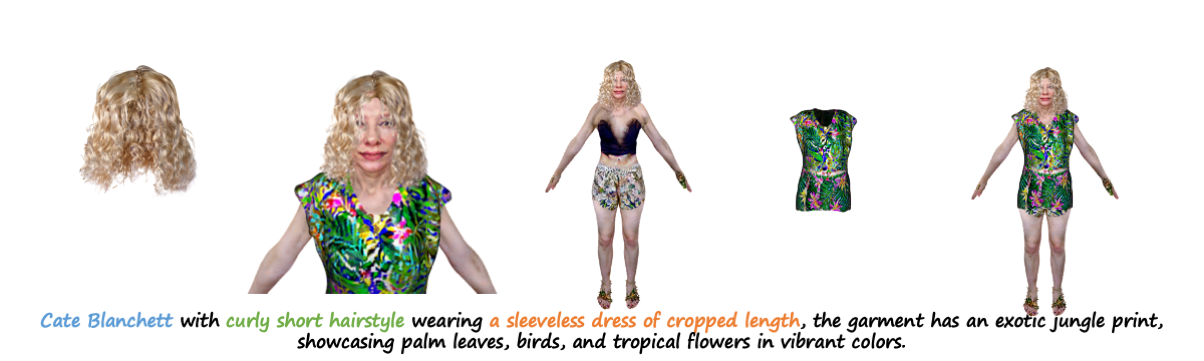 Cate Blanchett with curly short hairstyle wearing a sleeveless dress of cropped length, the garment has an exotic jungle print,
showcasing palm leaves, birds, and tropical flowers in vibrant colors.